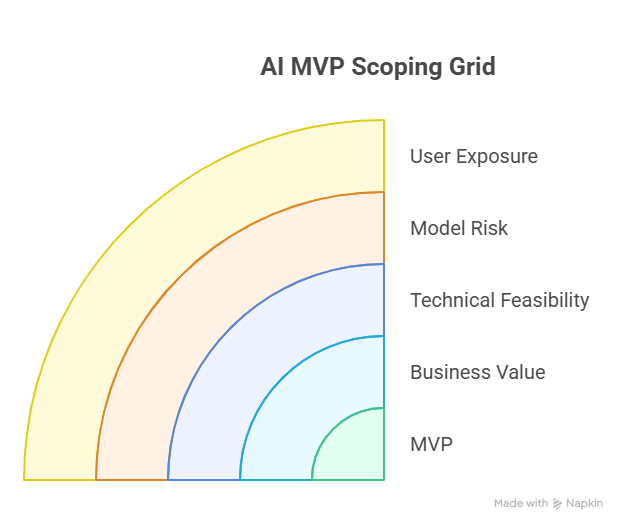 AI MVP Scoping Grid
User Exposure
Model Risk
Technical Feasibility
Business Value
MVP
Made with Napkin